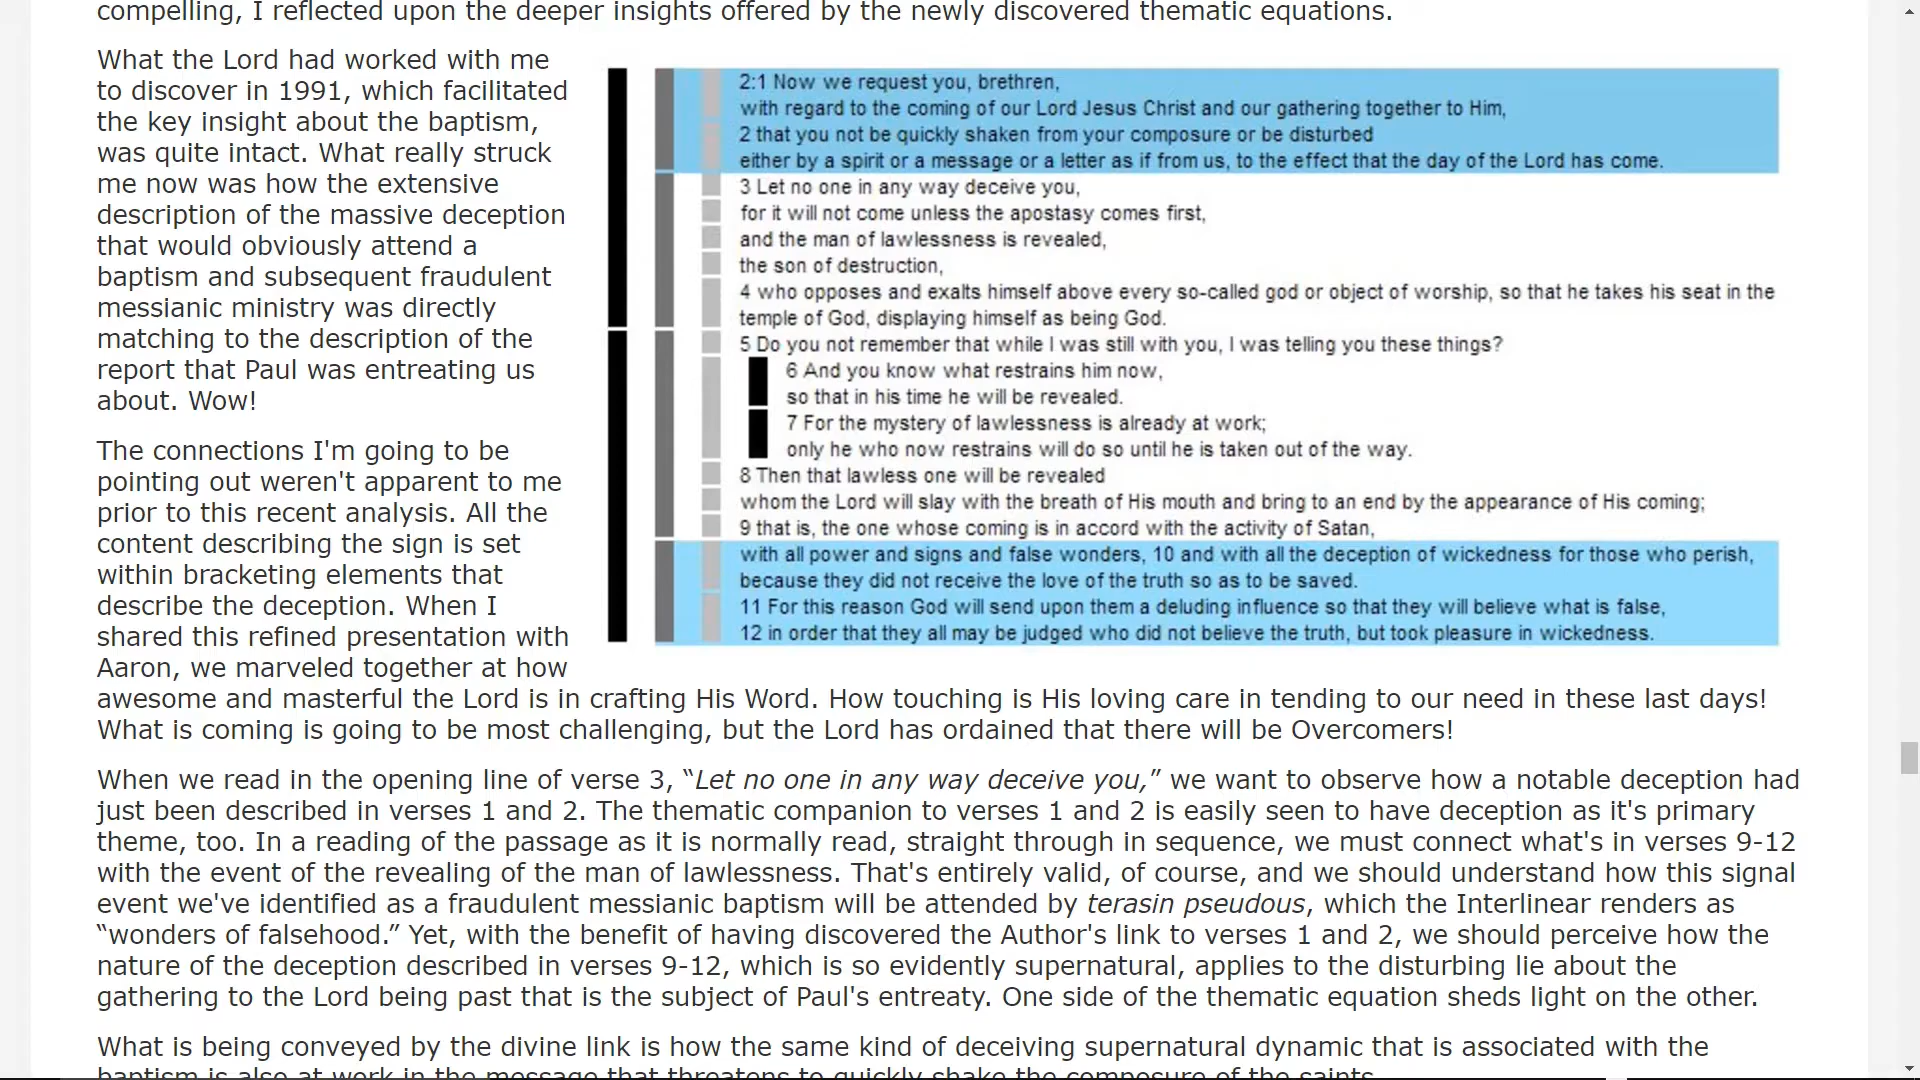 compelling, I reflected upon the deeper insights offered by the newly discovered thematic equations.
What the Lord had worked with me
to discover in 1991, which facilitated
the key insight about the baptism,
was quite intact. What really struck
me now was how the extensive
description of the massive deception
that would obviously attend a
baptism and subsequent fraudulent
messianic ministry was directly
matching to the description of the
report that Paul was entreating us
about. Wow!
The connections I'm going to be
pointing out weren't apparent to me
prior to this recent analysis. All the
content describing the sign is set
within bracketing elements that
describe the deception. When I
shared this refined presentation with
Aaron, we marveled together at how
2:1 Now we request you, brethren,
with regard to the coming of our Lord Jesus Christ and our gathering together to Him,
2 that you not be quickly shaken from your composure or be disturbed
either by a spirit or a message or a letter as if from us, to the effect that the day of the Lord has come.
3 Let no one in any way deceive you,
for it will not come unless the apostasy comes first,
and the man of lawlessness is revealed,
the son of destruction,
4 who opposes and exalts himself above every so-called god or object of worship, so that he takes his seat in the
temple of God, displaying himself as being God.
5 Do you not remember that while I was still with you, I was telling you these things?
6 And you know what restrains him now,
so that in his time he will be revealed.
7 For the mystery of lawlessness is already at work;
only he who now restrains will do so until he is taken out of the way.
8 Then that lawless one will be revealed
whom the Lord will slay with the breath of His mouth and bring to an end by the appearance of His coming;
9 that is, the one whose coming is in accord with the activity of Satan,
with all power and signs and false wonders, 10 and with all the deception of wickedness for those who perish,
because they did not receive the love of the truth so as to be saved.
11 For this reason God will send upon them a deluding influence so that they will believe what is false,
12 in order that they all may be judged who did not believe the truth, but took pleasure in wickedness.
awesome and masterful the Lord is in crafting His Word. How touching is His loving care in tending to our need in these last days!
What is coming is going to be most challenging, but the Lord has ordained that there will be Overcomers!
When we read in the opening line of verse 3, “Let no one in any way deceive you,” we want to observe how a notable deception had
just been described in verses 1 and 2. The thematic companion to verses 1 and 2 is easily seen to have deception as it's primary
theme, too. In a reading of the passage as it is normally read, straight through in sequence, we must connect what's in verses 9-12
with the event of the revealing of the man of lawlessness. That's entirely valid, of course, and we should understand how this signal
event we've identified as a fraudulent messianic baptism will be attended by terasin pseudous, which the Interlinear renders as
“wonders of falsehood.” Yet, with the benefit of having discovered the Author's link to verses 1 and 2, we should perceive how the
nature of the deception described in verses 9-12, which is so evidently supernatural, applies to the disturbing lie about the
gathering to the Lord being past that is the subject of Paul's entreaty. One side of the thematic equation sheds light on the other.
What is being conveyed by the divine link is how the same kind of deceiving supernatural dynamic that is associated with the
baptism is also at work in the message that threatens to quickly shake the composure of the saints.